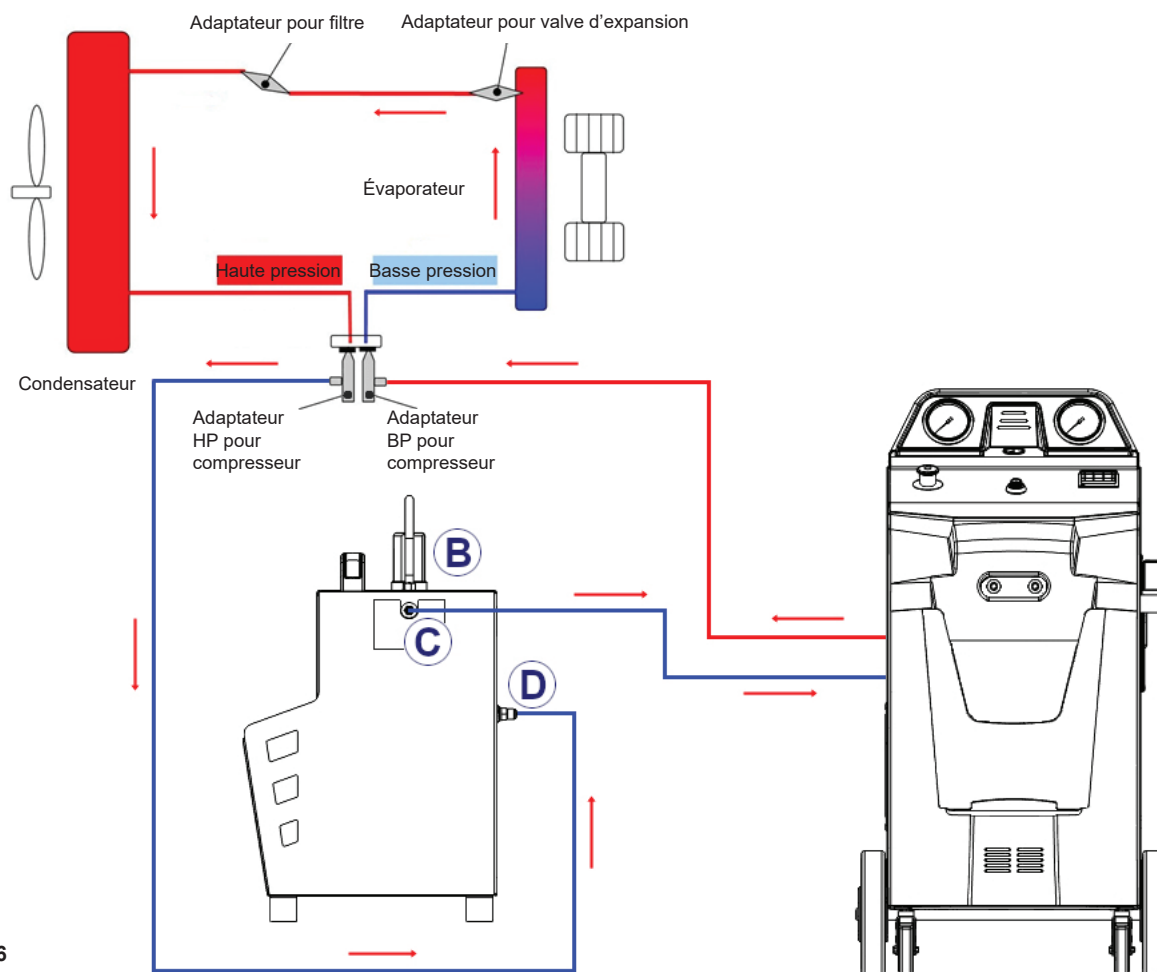 Adaptateur pour filtre
Adaptateur pour valve d’expansion
Évaporateur
Haute pression
Basse pression
Condensateur
Adaptateur
HP pour
compresseur
Adaptateur
BP pour
compresseur
B
C
D
6